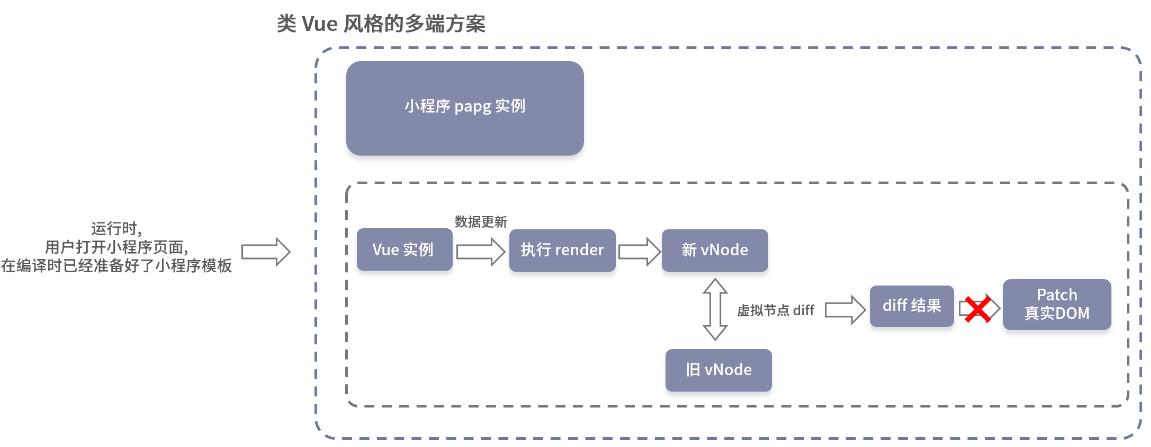 类 Vue 风格的多端方案
小程序 papg 实例
运行时,
用户打开小程序页面,
在编译时已经准备好了小程序模板
数据更新
Vue 实例
执行 render
新 vNode
虚拟节点 diff
diff 结果
Patch
真实DOM
旧 vNode